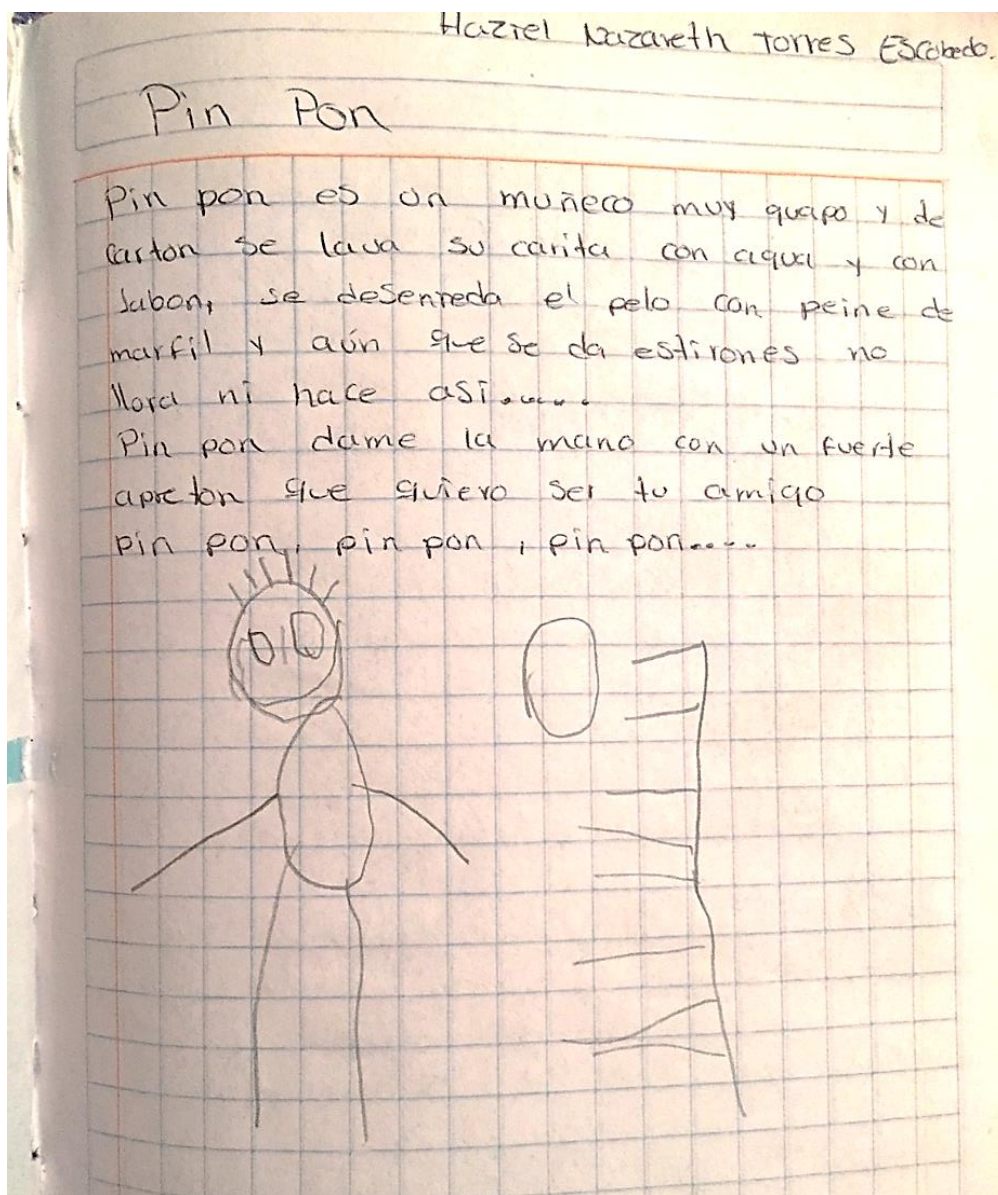 Haziel Nazareth Torres Escobedo.
Pin Pon
Pin pon es un muñeco muy guapo y de
carton se lava su carita con agua y con
Jabon, se desenreda el pelo con peine de
marfil y aún que se da estirones no
llora ni hace asi......
Pin pon dame la mano con un fuerte
apreton que quiero ser tu amigo
pin pon, pin pon, pin pon....